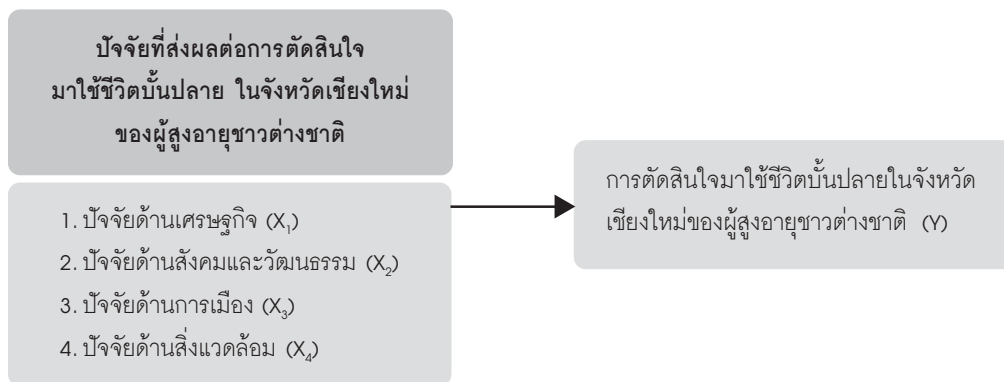 ปัจจัยที่ส่งผลต่อการตัดสินใจ
มาใช้ชีวิตบั้นปลาย ในจังหวัดเชียงใหม่
ของผู้สูงอายุชาวต่างชาติ
1. ปัจจัยด้านเศรษฐกิจ (X₁)
2. ปัจจัยด้านสังคมและวัฒนธรรม (X₂)
3. ปัจจัยด้านการเมือง (X₃)
4. ปัจจัยด้านสิ่งแวดล้อม (X₄)
การตัดสินใจมาใช้ชีวิตบั้นปลายในจังหวัด
เชียงใหม่ของผู้สูงอายุชาวต่างชาติ (Y)